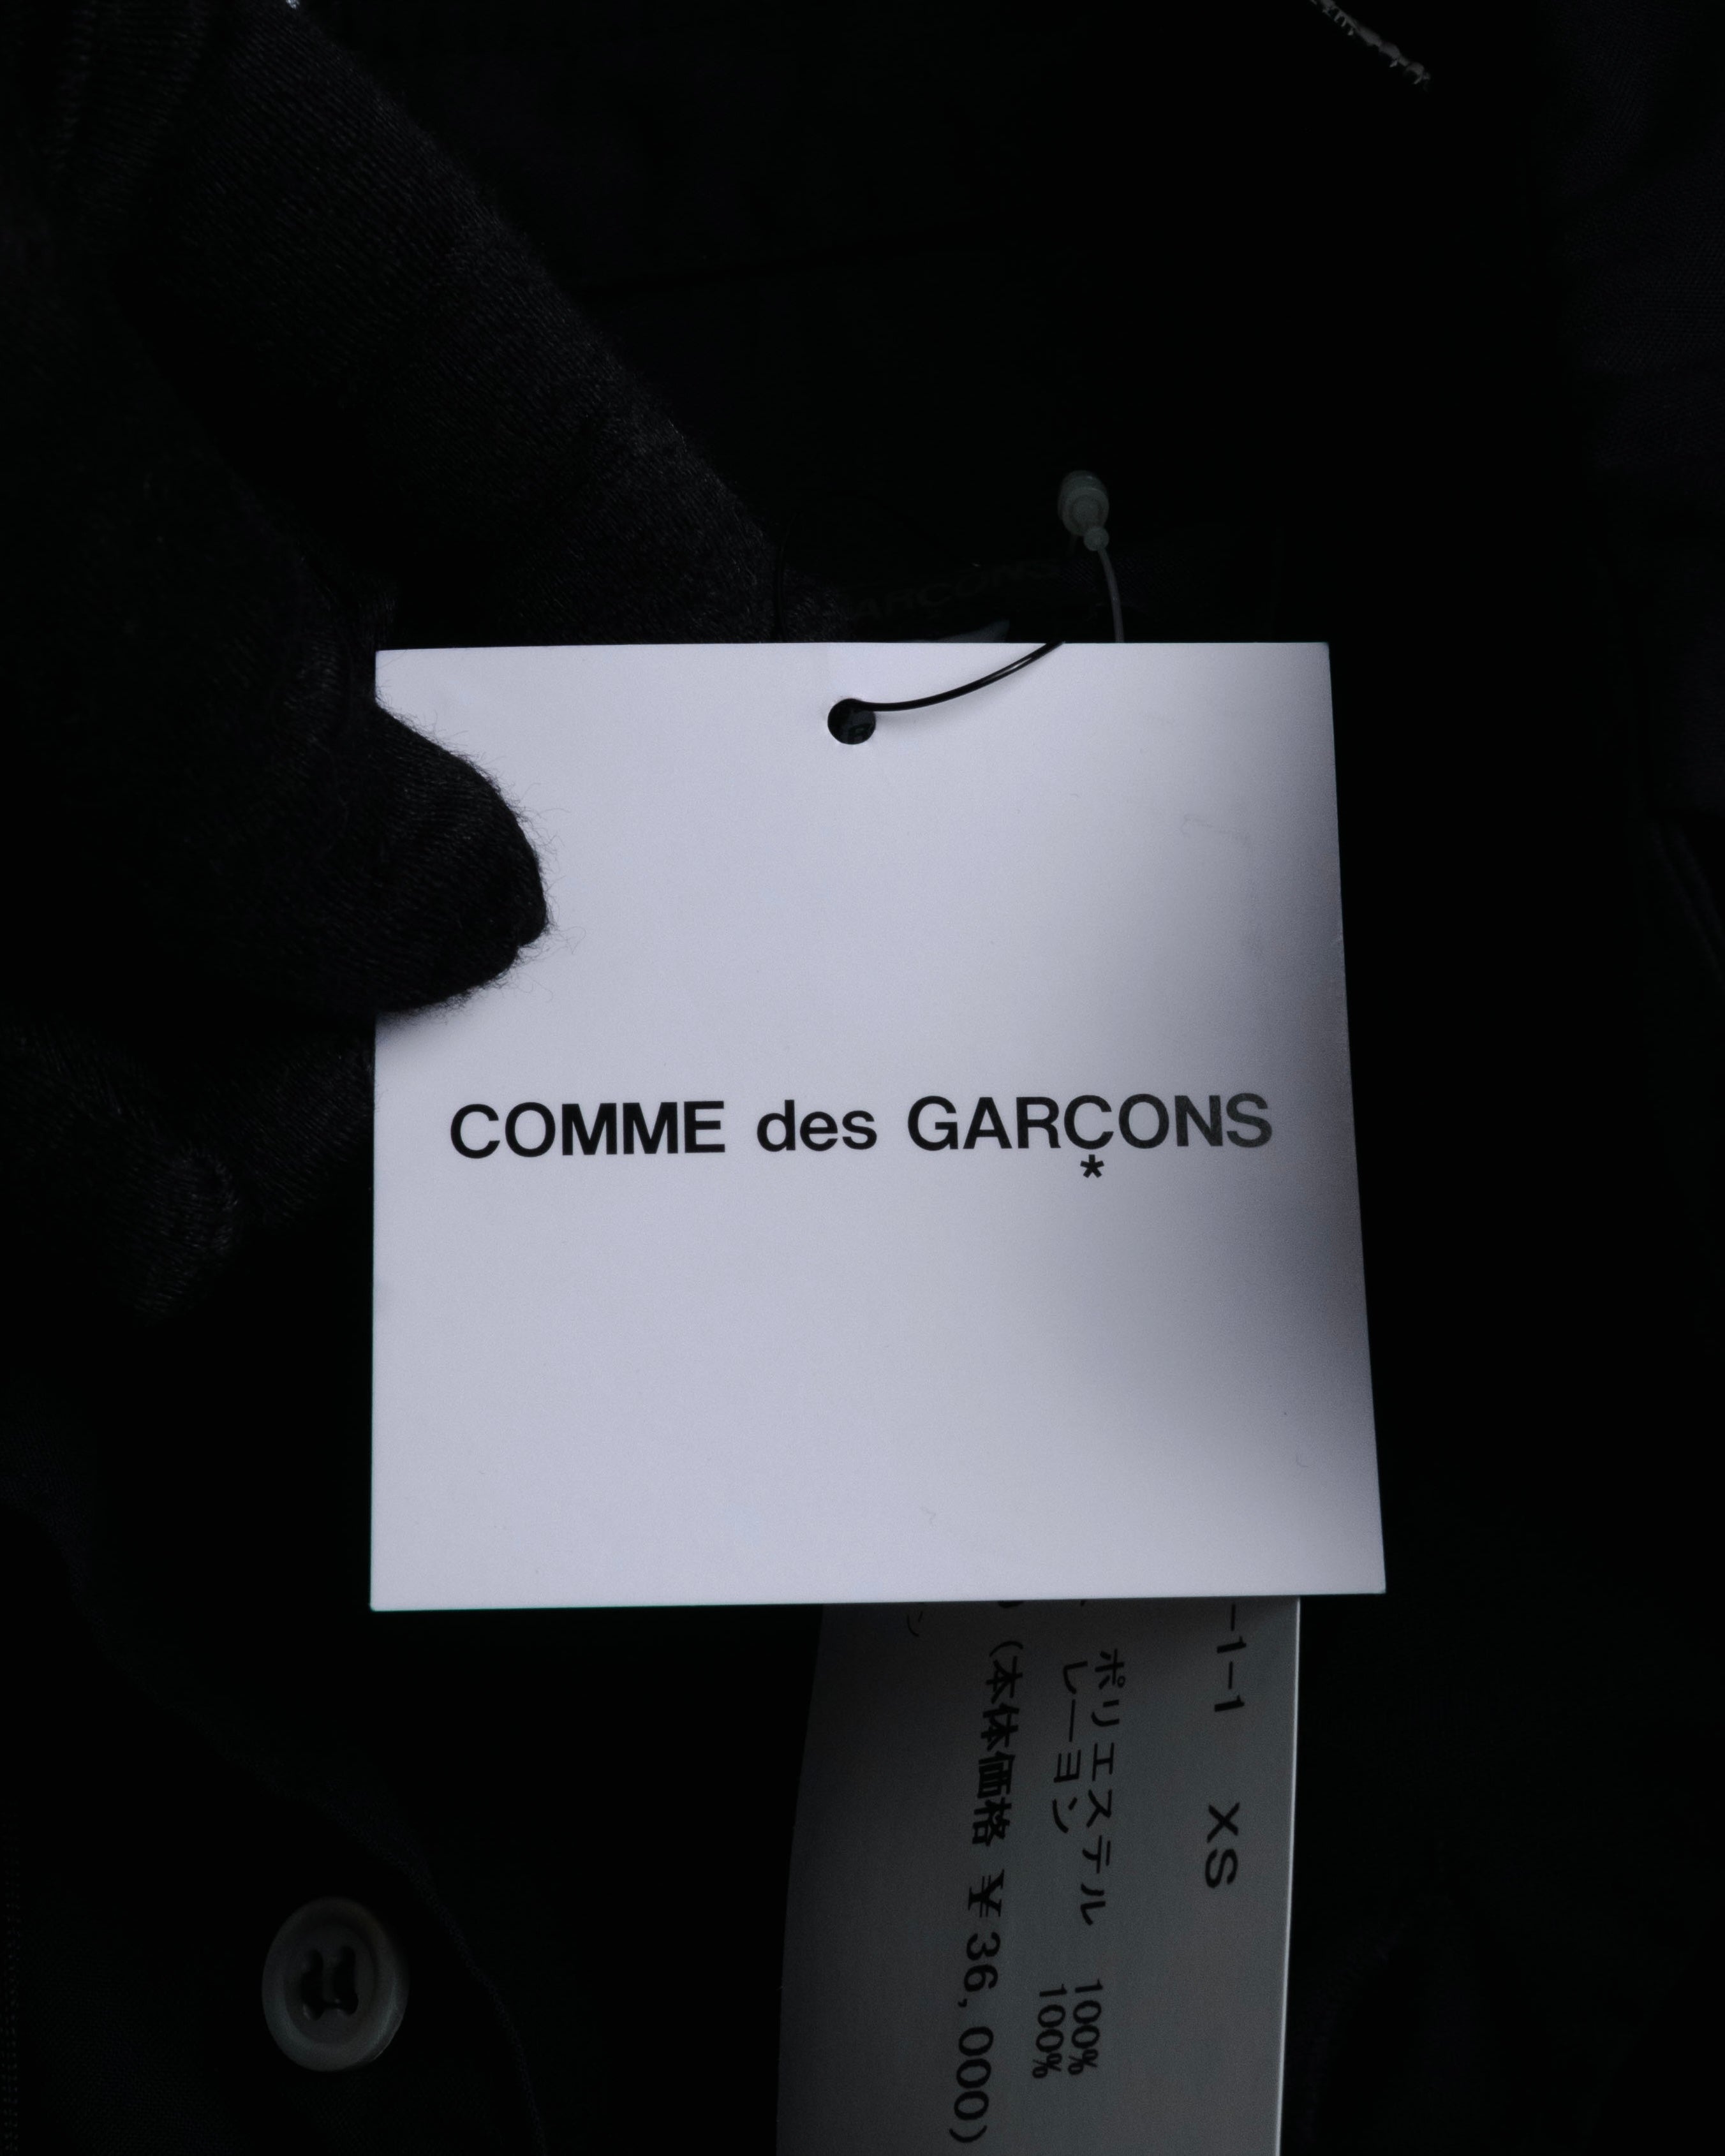 COMME des GARÇONS
*
-1-1 XS
ポリエステル 100%
レーヨン 100%
(本体価格 ¥36,000)